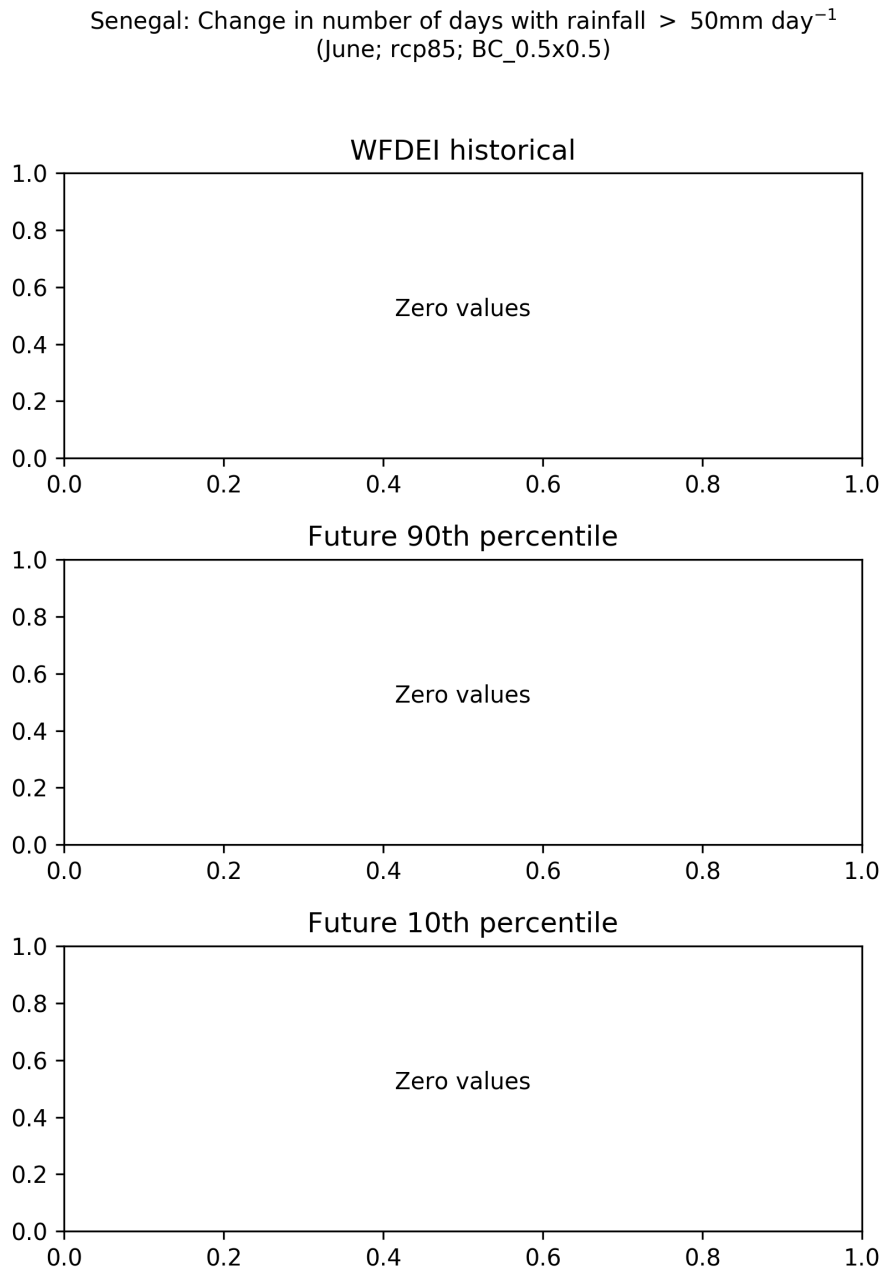 Senegal: Change in number of days with rainfall > 50mm day⁻¹
(June; rcp85; BC_0.5x0.5)
WFDEI historical
1.0
0.8
0.6
Zero values
0.4
0.2
0.0
0.0 0.2 0.4 0.6 0.8 1.0
Future 90th percentile
1.0
0.8
0.6
Zero values
0.4
0.2
0.0
0.0 0.2 0.4 0.6 0.8 1.0
Future 10th percentile
1.0
0.8
0.6
Zero values
0.4
0.2
0.0
0.0 0.2 0.4 0.6 0.8 1.0